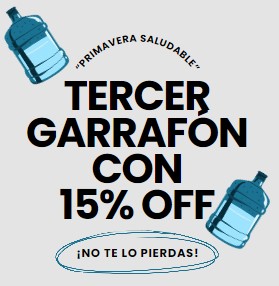 "PRIMAVERA SALUDABLE"
TERCER
GARRAFÓN
CON
15% OFF
¡NO TE LO PIERDAS!